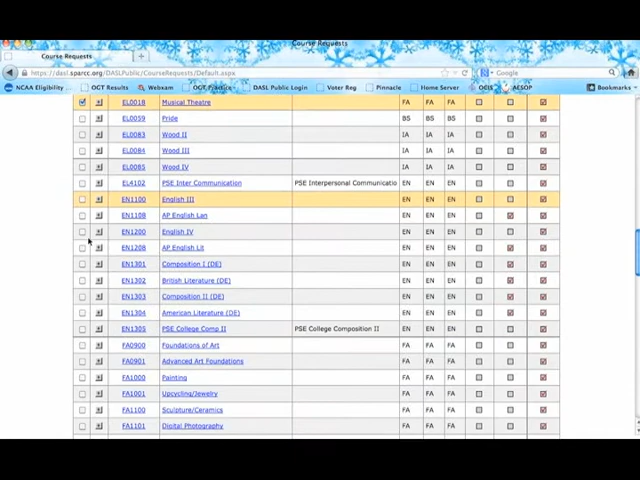 Course Requests
Course Requests
https://dasl.sparcc.org/DASLPublic/CourseRequests/Default.aspx
Google
NCAA Eligibility ... OGT Results Webxam OGT Practice DASL Public Login Voter Reg Pinnacle Home Server OCIS AESOP Bookmarks
EL0018 Musical Theatre FA FA FA
EL0059 Pride BS BS BS
EL0083 Wood II IA IA IA
EL0084 Wood III IA IA IA
EL0085 Wood IV IA IA IA
EL4102 PSE Inter Communication PSE Interpersonal Communicatio EN EN EN
EN1100 English III EN EN EN
EN1108 AP English Lan EN EN EN
EN1200 English IV EN EN EN
EN1208 AP English Lit EN EN EN
EN1301 Composition I (DE) EN EN EN
EN1302 British Literature (DE) EN EN EN
EN1303 Composition II (DE) EN EN EN
EN1304 American Literature (DE) EN EN EN
EN1305 PSE College Comp II PSE College Composition II EN EN EN
FA0900 Foundations of Art FA FA FA
FA0901 Advanced Art Foundations FA FA FA
FA1000 Painting FA FA FA
FA1001 Upcycling/Jewelry FA FA FA
FA1100 Sculpture/Ceramics FA FA FA
FA1101 Digital Photography FA FA FA